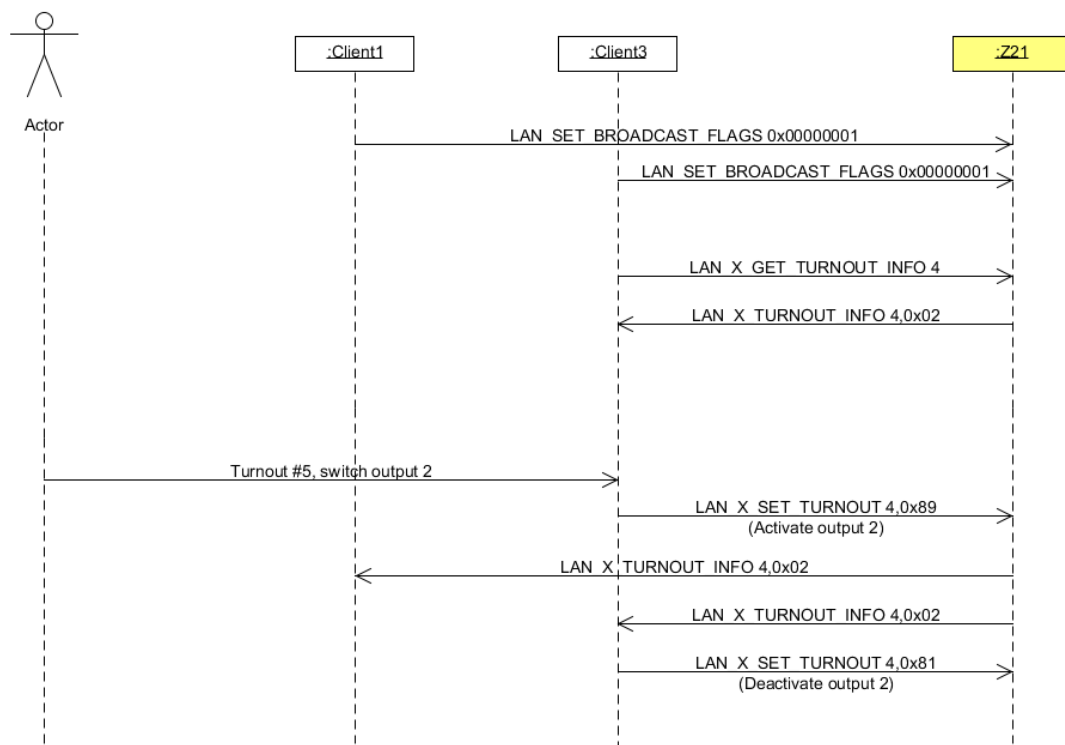 :Client1
:Client3
:Z21
Actor
LAN_SET_BROADCAST_FLAGS 0x00000001
LAN_SET_BROADCAST_FLAGS 0x00000001
LAN_X_GET_TURNOUT_INFO 4
LAN_X_TURNOUT_INFO 4,0x02
Turnout #5, switch output 2
LAN_X_SET_TURNOUT 4,0x89
(Activate output 2)
LAN_X_TURNOUT_INFO 4,0x02
LAN_X_TURNOUT_INFO 4,0x02
LAN_X_SET_TURNOUT 4,0x81
(Deactivate output 2)